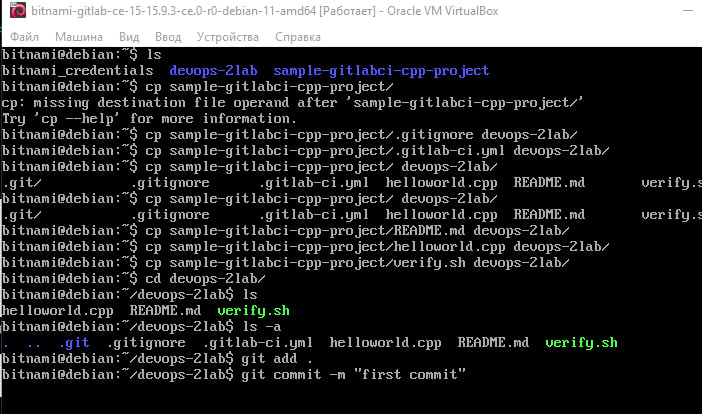 bitnami-gitlab-ce-15-15.9.3-ce.0-r0-debian-11-amd64 [Работает] - Oracle VM VirtualBox
Файл Машина Вид Ввод Устройства Справка
bitnami@debian:~$ ls
bitnami_credentials devops-2lab sample-gitlabci-cpp-project
bitnami@debian:~$ cp sample-gitlabci-cpp-project/
cp: missing destination file operand after 'sample-gitlabci-cpp-project/'
Try 'cp --help' for more information.
bitnami@debian:~$ cp sample-gitlabci-cpp-project/.gitignore devops-2lab/
bitnami@debian:~$ cp sample-gitlabci-cpp-project/.gitlab-ci.yml devops-2lab/
bitnami@debian:~$ cp sample-gitlabci-cpp-project/ devops-2lab/
.git/ .gitignore .gitlab-ci.yml helloworld.cpp README.md verify.s
bitnami@debian:~$ cp sample-gitlabci-cpp-project/ devops-2lab/
.git/ .gitignore .gitlab-ci.yml helloworld.cpp README.md verify.s
bitnami@debian:~$ cp sample-gitlabci-cpp-project/README.md devops-2lab/
bitnami@debian:~$ cp sample-gitlabci-cpp-project/helloworld.cpp devops-2lab/
bitnami@debian:~$ cp sample-gitlabci-cpp-project/verify.sh devops-2lab/
bitnami@debian:~$ cd devops-2lab/
bitnami@debian:~/devops-2lab$ ls
helloworld.cpp README.md verify.sh
bitnami@debian:~/devops-2lab$ ls -a
. .. .git .gitignore .gitlab-ci.yml helloworld.cpp README.md verify.sh
bitnami@debian:~/devops-2lab$ git add .
bitnami@debian:~/devops-2lab$ git commit -m "first commit"